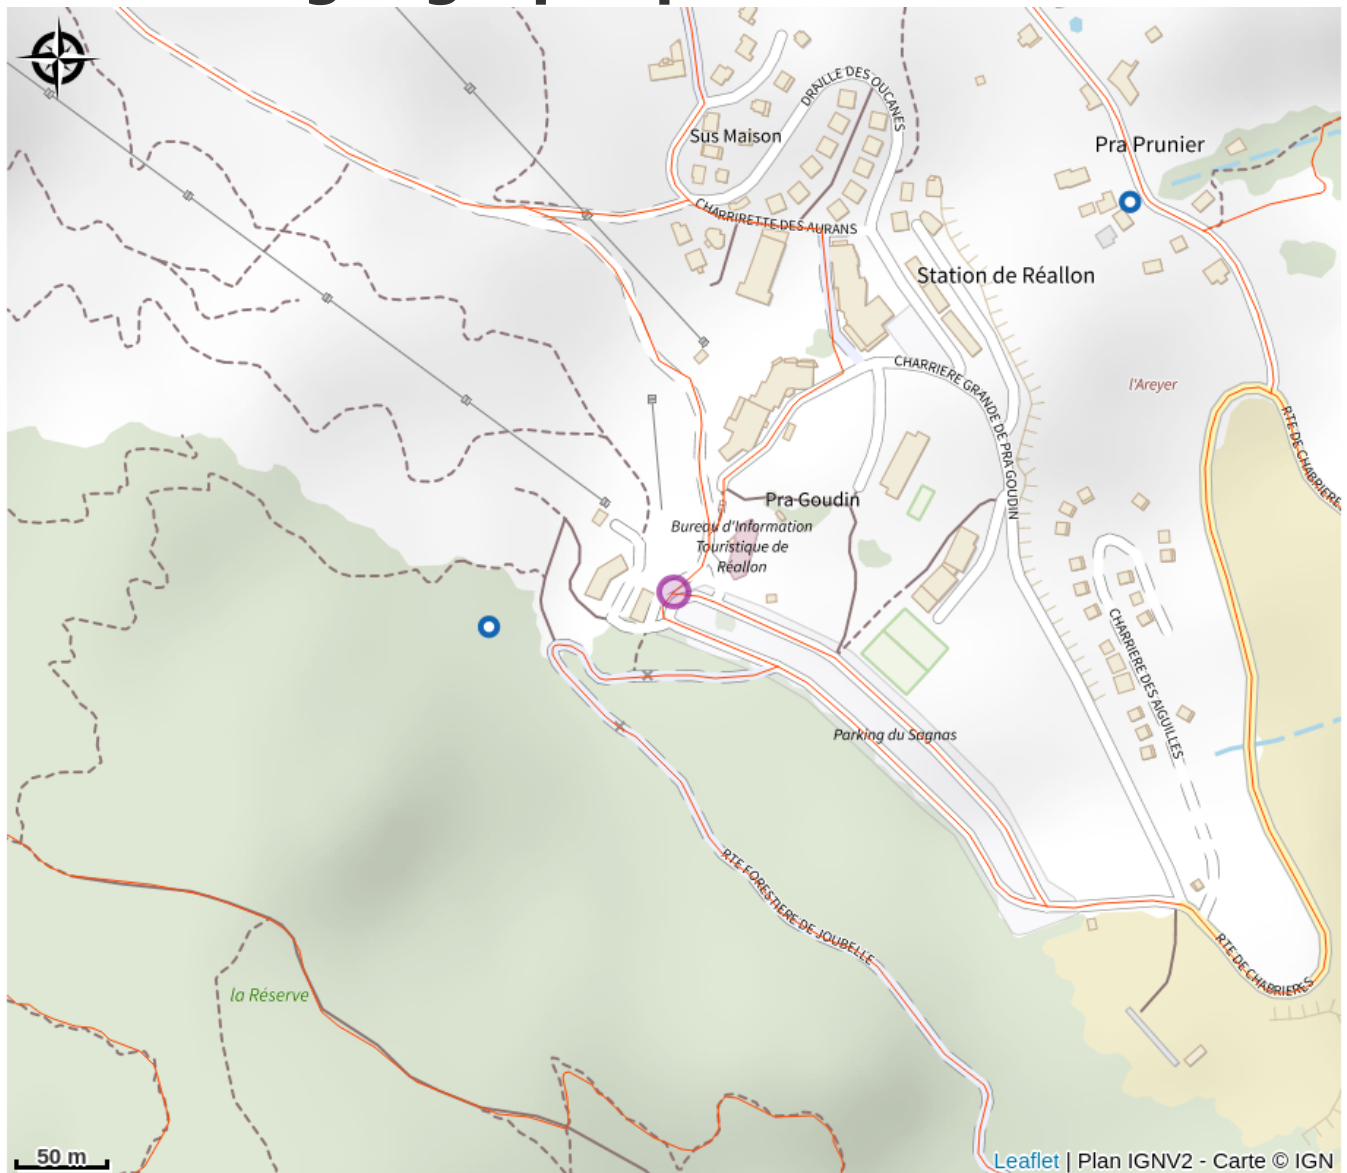 DRAILLE DES OUCANES
Sus Maison
Pra Prunier
CHARRIRETTE DES AURANS
Station de Réallon
CHARRIERE GRANDE DE PRA GOUDIN
l'Areyer
RTE DE CHARRIERES
Pra Goudin
Bureau d'Information
Touristique de
Réallon
CHARRIERE DES AIGUILLES
Parking du Sagnas
RTE FORESTIERE DE JOUBELLE
RTE DE CHABRIERES
la Réserve
50 m
Leaflet | Plan IGNV2 - Carte © IGN